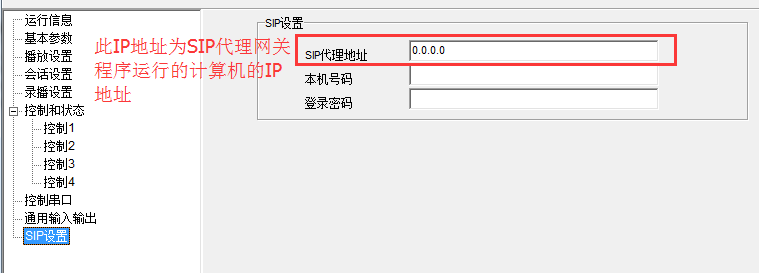 运行信息
基本参数
播放设置
会话设置
录播设置
控制和状态
控制1
控制2
控制3
控制4
控制串口
通用输入输出
SIP设置
此IP地址为SIP代理网关
程序运行的计算机的IP
地址
SIP设置
SIP代理地址 0.0.0.0
本机号码
登录密码